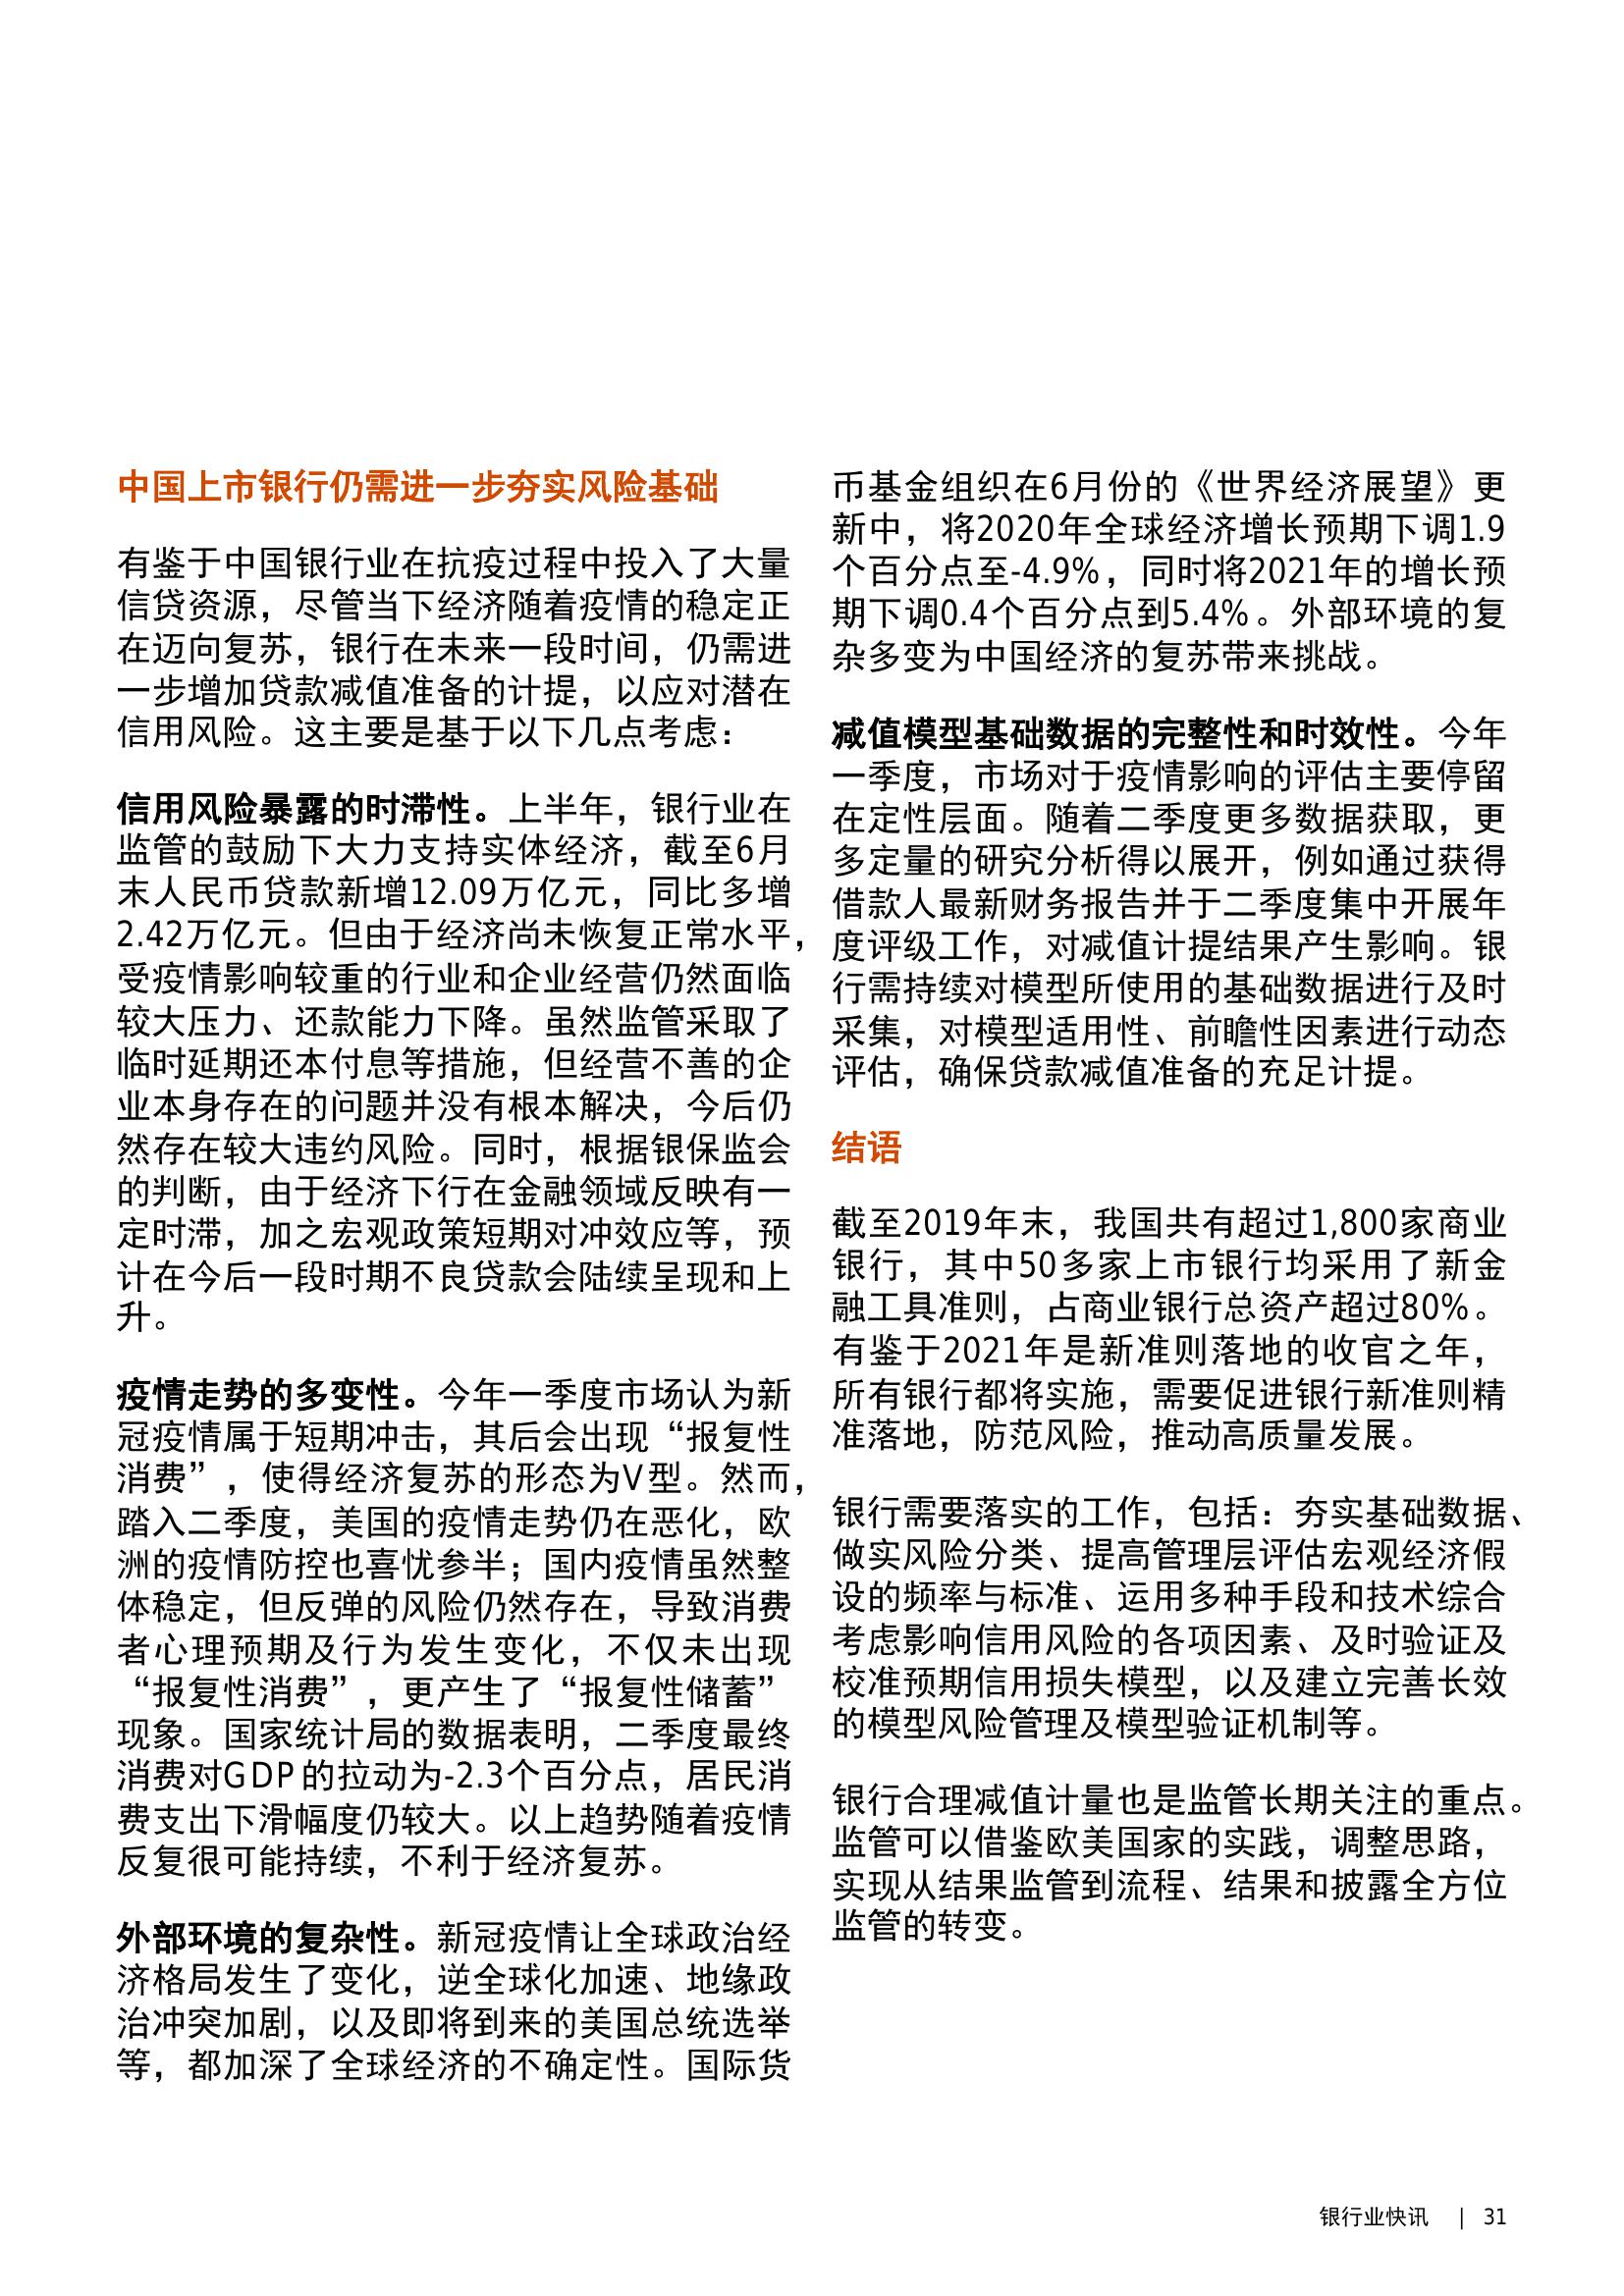 中国上市银行仍需进一步夯实风险基础
有鉴于中国银行业在抗疫过程中投入了大量
信贷资源，尽管当下经济随着疫情的稳定正
在迈向复苏，银行在未来一段时间，仍需进
一步增加贷款减值准备的计提，以应对潜在
信用风险。这主要是基于以下几点考虑：
信用风险暴露的时滞性。上半年，银行业在
监管的鼓励下大力支持实体经济，截至6月
末人民币贷款新增12.09万亿元，同比多增
2.42万亿元。但由于经济尚未恢复正常水平，
受疫情影响较重的行业和企业经营仍然面临
较大压力、还款能力下降。虽然监管采取了
临时延期还本付息等措施，但经营不善的企
业本身存在的问题并没有根本解决，今后仍
然存在较大违约风险。同时，根据银保监会
的判断，由于经济下行在金融领域反映有一
定时滞，加之宏观政策短期对冲效应等，预
计在今后一段时期不良贷款会陆续呈现和上
升。
疫情走势的多变性。今年一季度市场认为新
冠疫情属于短期冲击，其后会出现“报复性
消费”，使得经济复苏的形态为V型。然而，
踏入二季度，美国的疫情走势仍在恶化，欧
洲的疫情防控也喜忧参半；国内疫情虽然整
体稳定，但反弹的风险仍然存在，导致消费
者心理预期及行为发生变化，不仅未出现
“报复性消费”，更产生了“报复性储蓄”
现象。国家统计局的数据表明，二季度最终
消费对GDP的拉动为-2.3个百分点，居民消
费支出下滑幅度仍较大。以上趋势随着疫情
反复很可能持续，不利于经济复苏。
外部环境的复杂性。新冠疫情让全球政治经
济格局发生了变化，逆全球化加速、地缘政
治冲突加剧，以及即将到来的美国总统选举
等，都加深了全球经济的不确定性。国际货
币基金组织在6月份的《世界经济展望》更
新中，将2020年全球经济增长预期下调1.9
个百分点至-4.9%，同时将2021年的增长预
期下调0.4个百分点到5.4%。外部环境的复
杂多变为中国经济的复苏带来挑战。
减值模型基础数据的完整性和时效性。今年
一季度，市场对于疫情影响的评估主要停留
在定性层面。随着二季度更多数据获取，更
多定量的研究分析得以展开，例如通过获得
借款人最新财务报告并于二季度集中开展年
度评级工作，对减值计提结果产生影响。银
行需持续对模型所使用的基础数据进行及时
采集，对模型适用性、前瞻性因素进行动态
评估，确保贷款减值准备的充足计提。
结语
截至2019年末，我国共有超过1,800家商业
银行，其中50多家上市银行均采用了新金
融工具准则，占商业银行总资产超过80%。
有鉴于2021年是新准则落地的收官之年，
所有银行都将实施，需要促进银行新准则精
准落地，防范风险，推动高质量发展。
银行需要落实的工作，包括：夯实基础数据、
做实风险分类、提高管理层评估宏观经济假
设的频率与标准、运用多种手段和技术综合
考虑影响信用风险的各项因素、及时验证及
校准预期信用损失模型，以及建立完善长效
的模型风险管理及模型验证机制等。
银行合理减值计量也是监管长期关注的重点。
监管可以借鉴欧美国家的实践，调整思路，
实现从结果监管到流程、结果和披露全方位
监管的转变。
银行业快讯 | 31